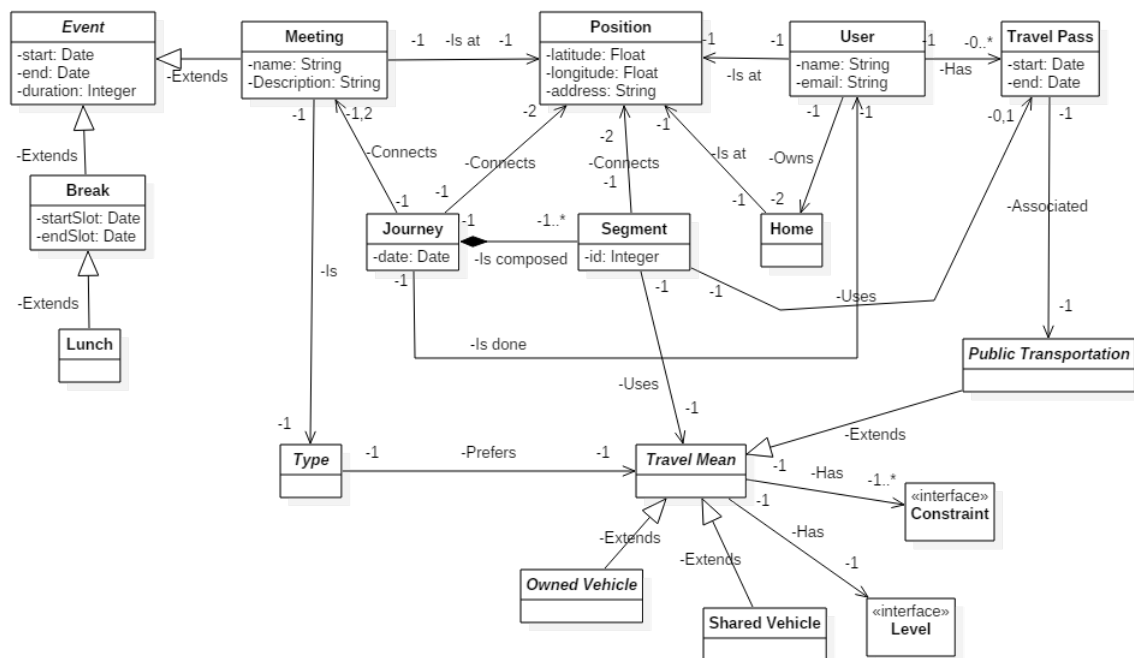 Event
-start: Date
-end: Date
-duration: Integer
-Extends
Meeting
-name: String
-Description: String
-1
-Is at
-1
Position
-latitude: Float
-longitude: Float
-address: String
-1
-1
-Is at
User
-name: String
-email: String
-1
-0..*
-Has
Travel Pass
-start: Date
-end: Date
-Extends
-1
-1,2
-Connects
-1
-2
-Connects
-1
-2
-Connects
-1
-1
-Is at
-1
-1
-Owns
-2
-1
-0,1
-1
-Associated
-1
Break
-startSlot: Date
-endSlot: Date
-Extends
Lunch
-Is
-1
Journey
-date: Date
-1
-1..*
-Is composed
Segment
-id: Integer
Home
-1
-Is done
-1
-Uses
-1
-1
-Uses
Public Transportation
-Extends
Type
-1
-Prefers
-1
Travel Mean
-1
-Has
-1..*
«interface»
Constraint
-1
-Has
-1
«interface»
Level
-Extends
-Extends
Owned Vehicle
Shared Vehicle